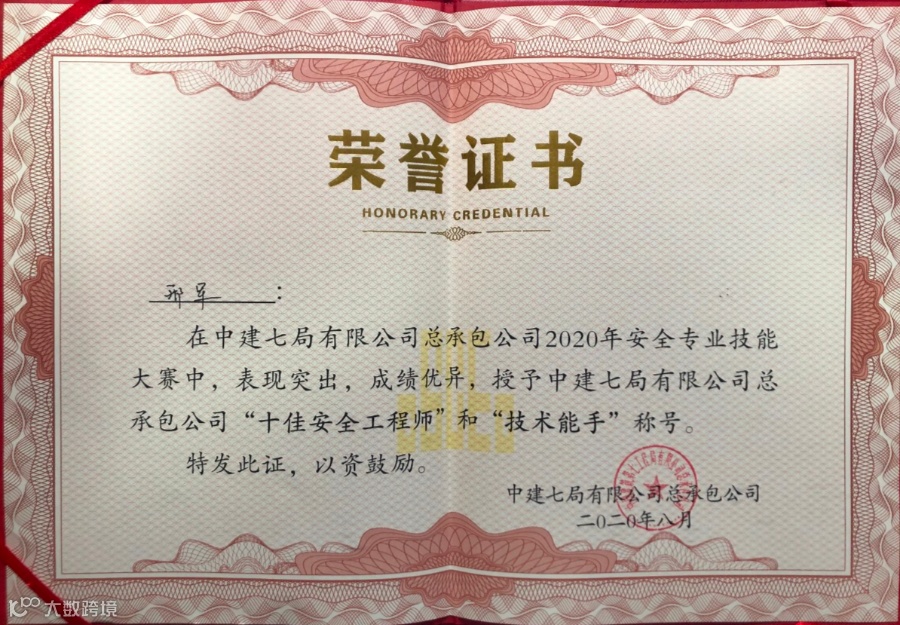 荣誉证书
HONORARY CREDENTIAL
邢军：
在中建七局有限公司总承包公司2020年安全专业技能
大赛中，表现突出，成绩优异，授予中建七局有限公司总
承包公司“十佳安全工程师”和“技术能手”称号。
特发此证，以资鼓励。
中建七局有限公司总承包公司
二〇二〇年八月
大数跨境